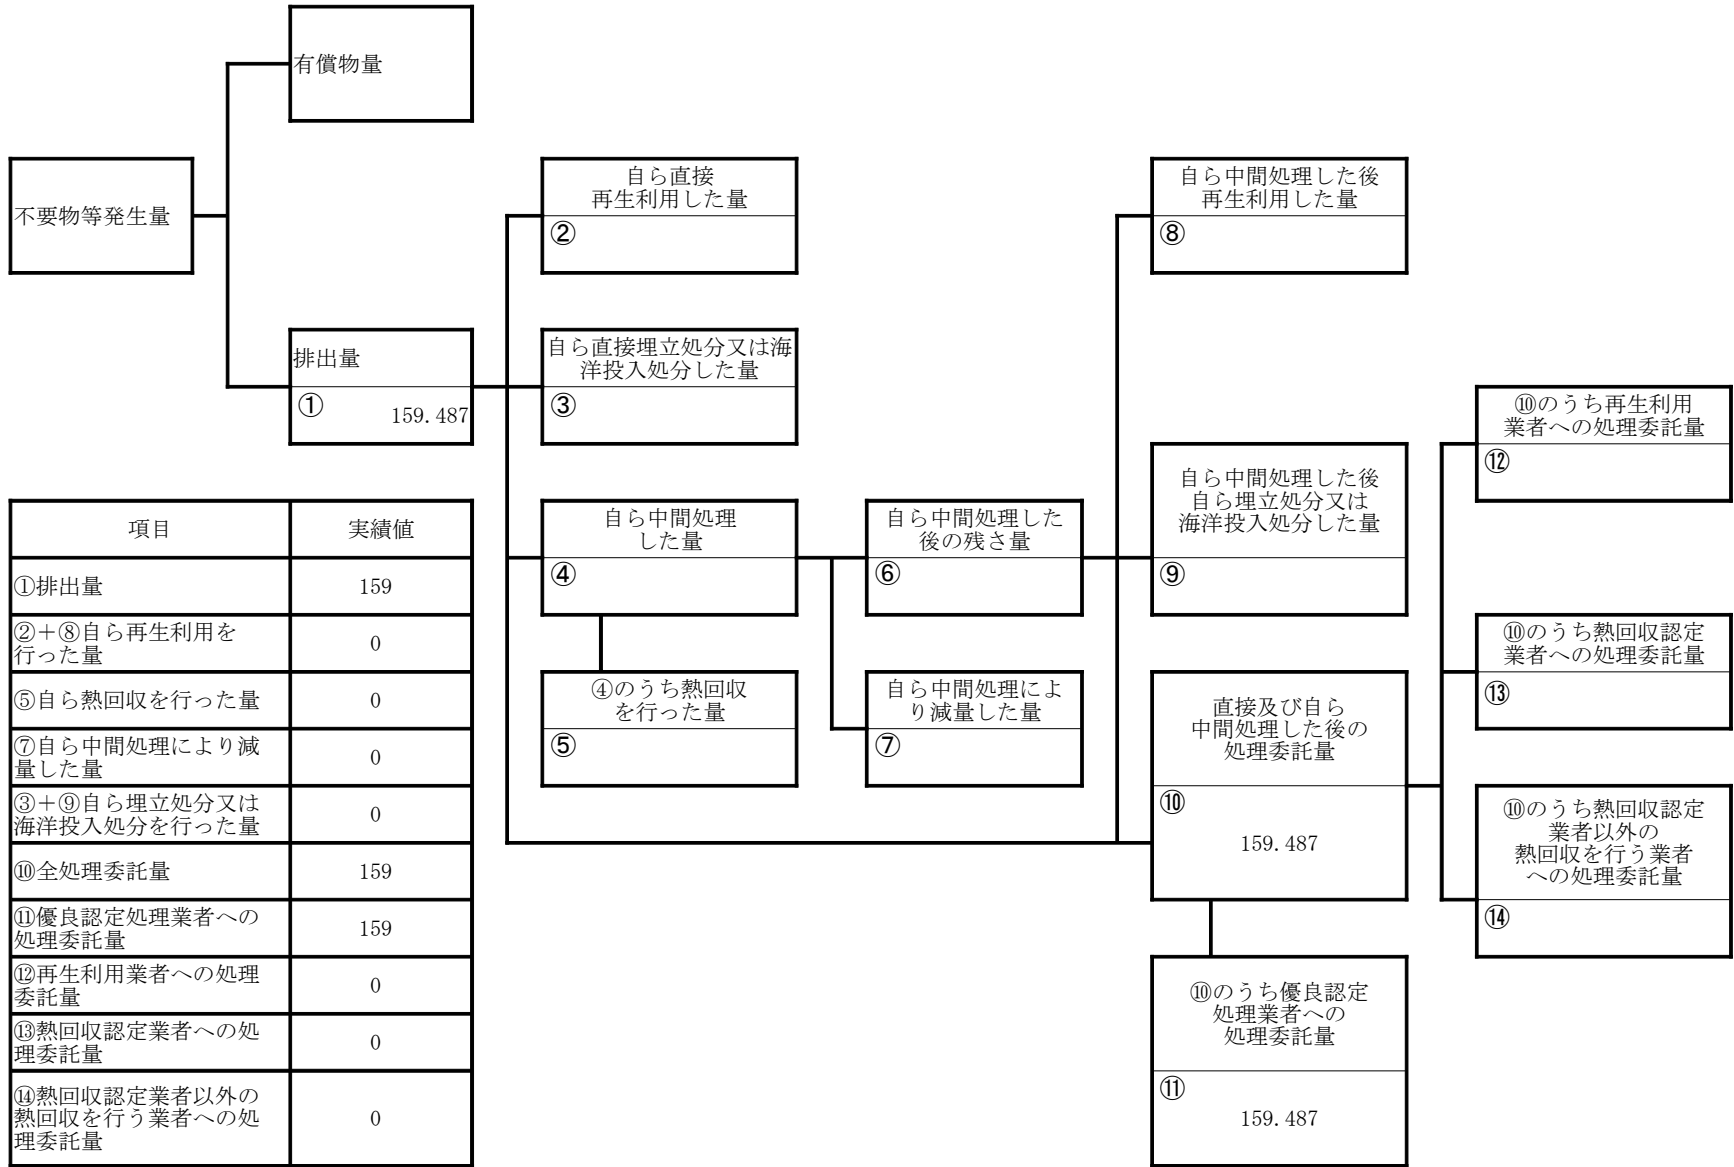 有償物量
不要物等発生量
自ら直接
再生利用した量
②
自ら中間処理した後
再生利用した量
⑧
排出量
①
159.487
自ら直接埋立処分又は海
洋投入処分した量
③
⑩のうち再生利用
業者への処理委託量
⑫
自ら中間処理
した量
④
自ら中間処理した
後の残さ量
⑥
自ら中間処理した後
自ら埋立処分又は
海洋投入処分した量
⑨
⑩のうち熱回収認定
業者への処理委託量
⑬
④のうち熱回収
を行った量
⑤
自ら中間処理によ
り減量した量
⑦
直接及び自ら
中間処理した後の
処理委託量
⑩
159.487
⑩のうち熱回収認定
業者以外の
熱回収を行う業者
への処理委託量
⑭
⑩のうち優良認定
処理業者への
処理委託量
⑪
159.487
項目 実績値
①排出量 159
②+⑧自ら再生利用を
行った量 0
⑤自ら熱回収を行った量 0
⑦自ら中間処理により減
量した量 0
③+⑨自ら埋立処分又は
海洋投入処分を行った量 0
⑩全処理委託量 159
⑪優良認定処理業者への
処理委託量 159
⑫再生利用業者への処理
委託量 0
⑬熱回収認定業者への処
理委託量 0
⑭熱回収認定業者以外の
熱回収を行う業者への処
理委託量 0